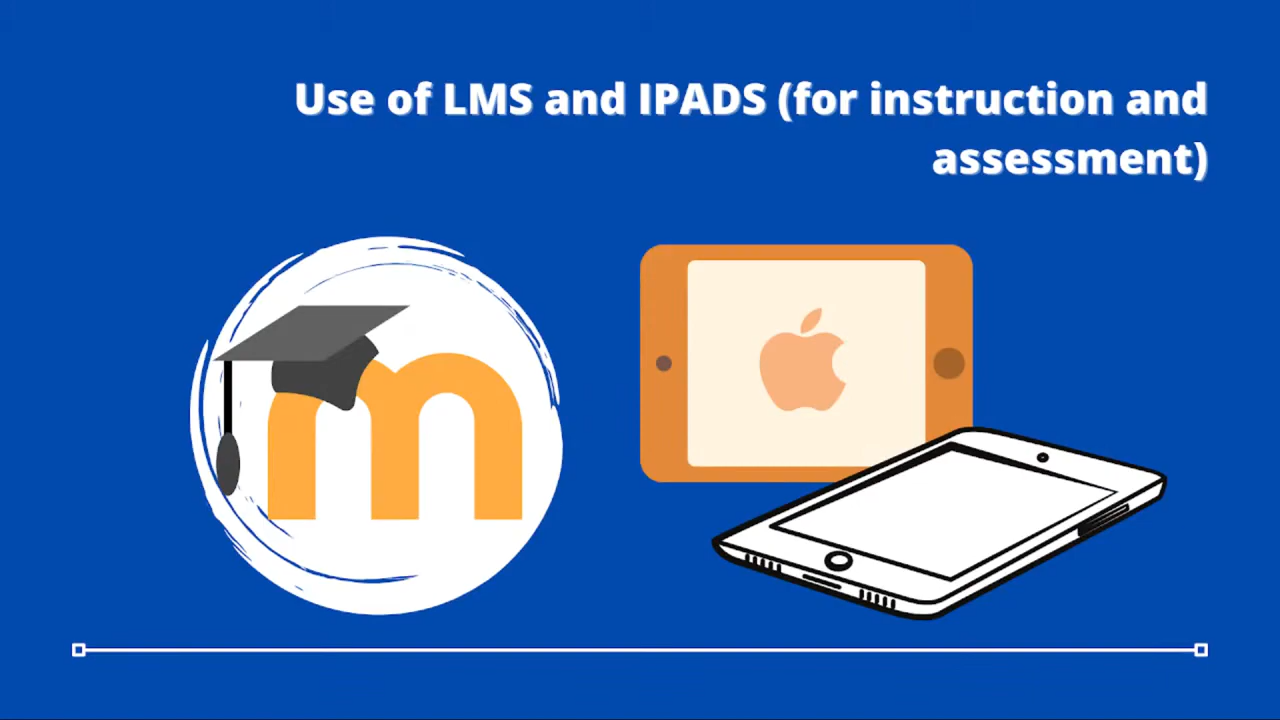 Use of LMS and IPADS (for instruction and
assessment)
m